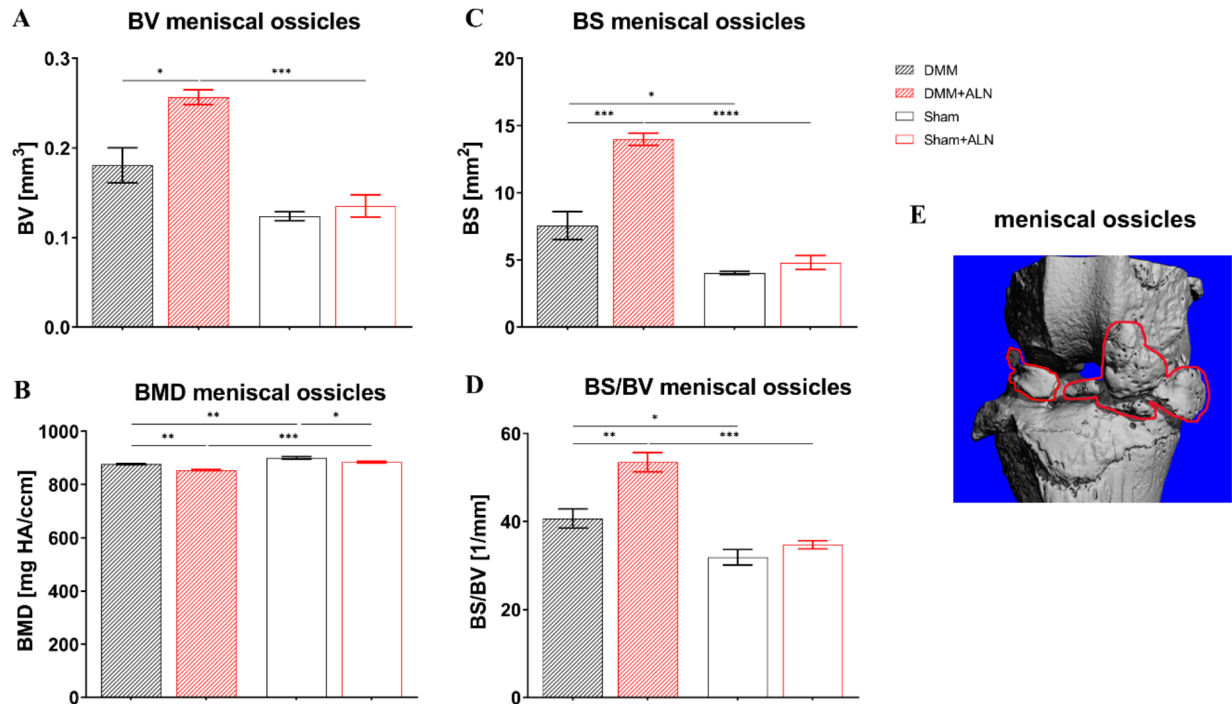 A
BV meniscal ossicles
BV [mm³]
0.3
0.2
0.1
0.0
*
***
C
BS meniscal ossicles
BS [mm²]
20
15
10
5
0
*
***
****
DMM
DMM+ALN
Sham
Sham+ALN
B
BMD meniscal ossicles
BMD [mg HA/ccm]
1000
800
600
400
200
0
**
*
**
***
D
BS/BV meniscal ossicles
BS/BV [1/mm]
60
40
20
0
*
**
***
E
meniscal ossicles